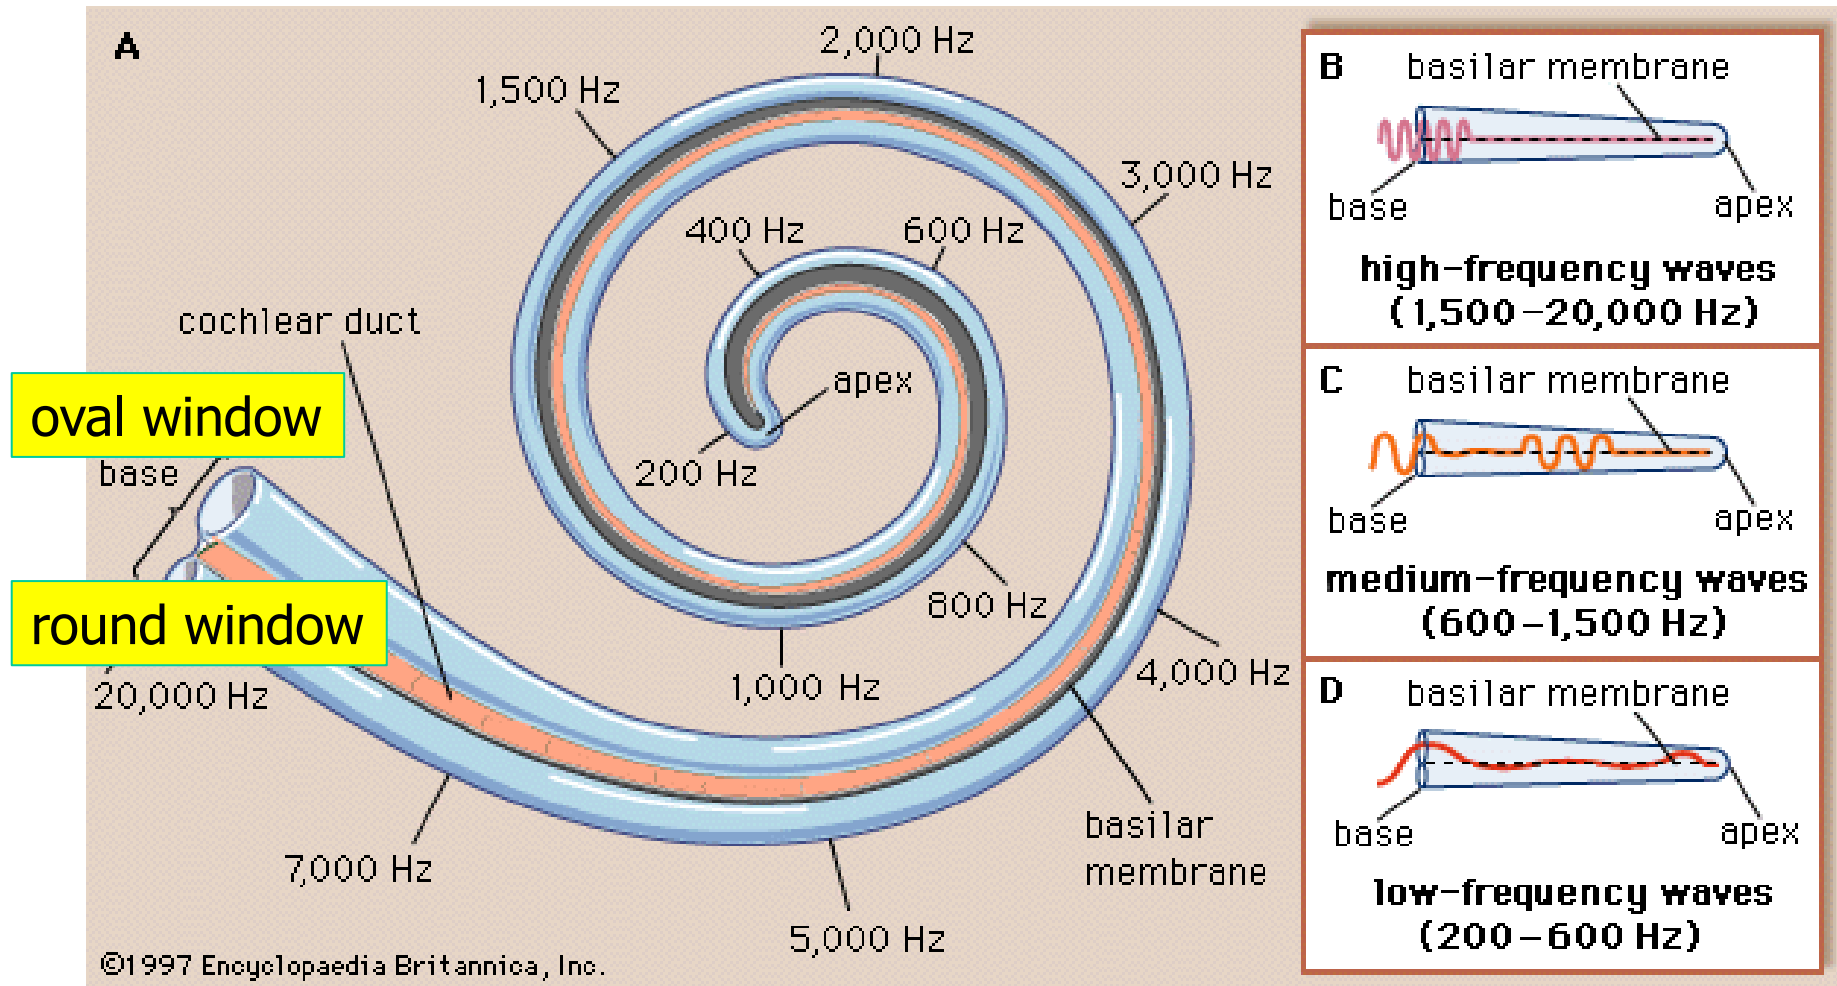 A
2,000 Hz
1,500 Hz
3,000 Hz
400 Hz
600 Hz
cochlear duct
apex
oval window
base
200 Hz
round window
800 Hz
20,000 Hz
1,000 Hz
4,000 Hz
basilar
membrane
7,000 Hz
5,000 Hz
©1997 Encyclopaedia Britannica, Inc.
B
basilar membrane
base
apex
high-frequency waves
(1,500-20,000 Hz)
C
basilar membrane
base
apex
medium-frequency waves
(600-1,500 Hz)
D
basilar membrane
base
apex
low-frequency waves
(200-600 Hz)